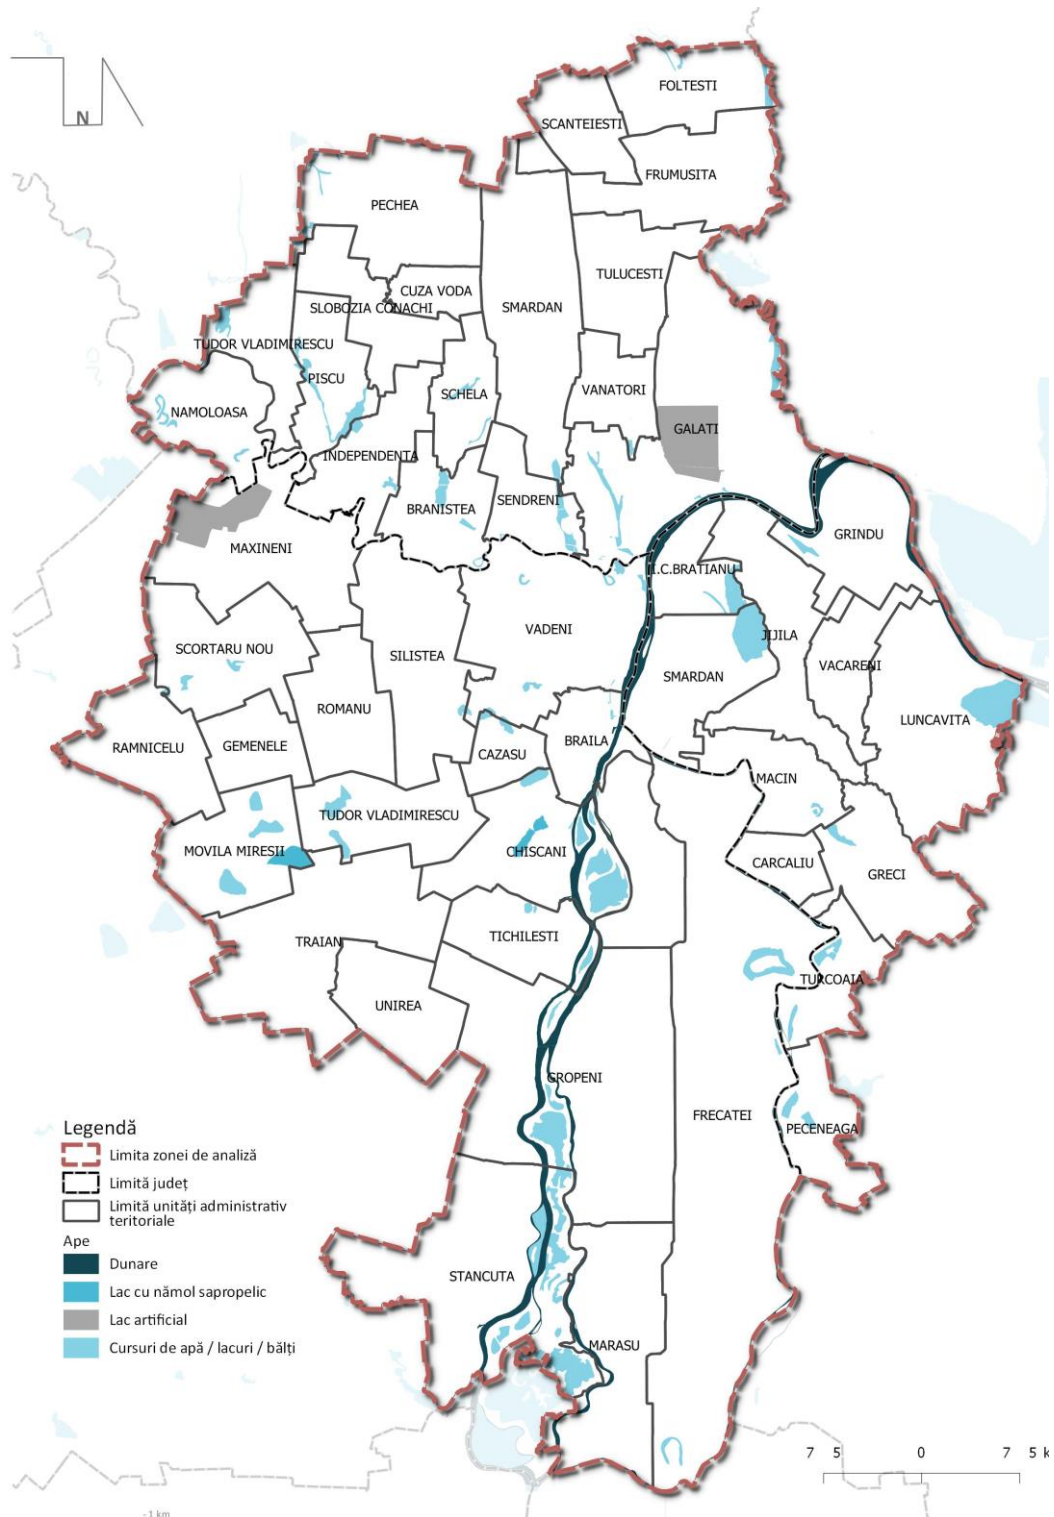 FOLTESTI
SCANTEIESTI
N
FRUMUSITA
PECHEA
TULUCESTI
CUZA VODA
SLOBOZIA CONACHI
SMARDAN
TUDOR VLADIMIRESCU
PISCU
SCHELA
VANATORI
NAMOLOASA
GALATI
INDEPENDENTA
SENDRENI
BRANISTEA
GRINDU
MAXINENI
I.C.BRATIANU
VADENI
JIJILA
SCORTARU NOU
SILISTEA
VACARENI
SMARDAN
ROMANU
LUNCAVITA
RAMNICELU
GEMENELE
CAZASU
BRAILA
MACIN
TUDOR VLADIMIRESCU
MOVILA MIRESII
CHISCANI
CARCALIU
GRECI
TRAIAN
TICHILESTI
TURCOAIA
UNIREA
GROPENI
FRECATEI
PECENEAGA
STANCUTA
MARASU
Legendă
Limita zonei de analiză
Limită județ
Limită unități administrativ
teritoriale
Ape
Dunare
Lac cu nămol sapropelic
Lac artificial
Cursuri de apă / lacuri / bălți
7 5 0 7 5 k
-1 km